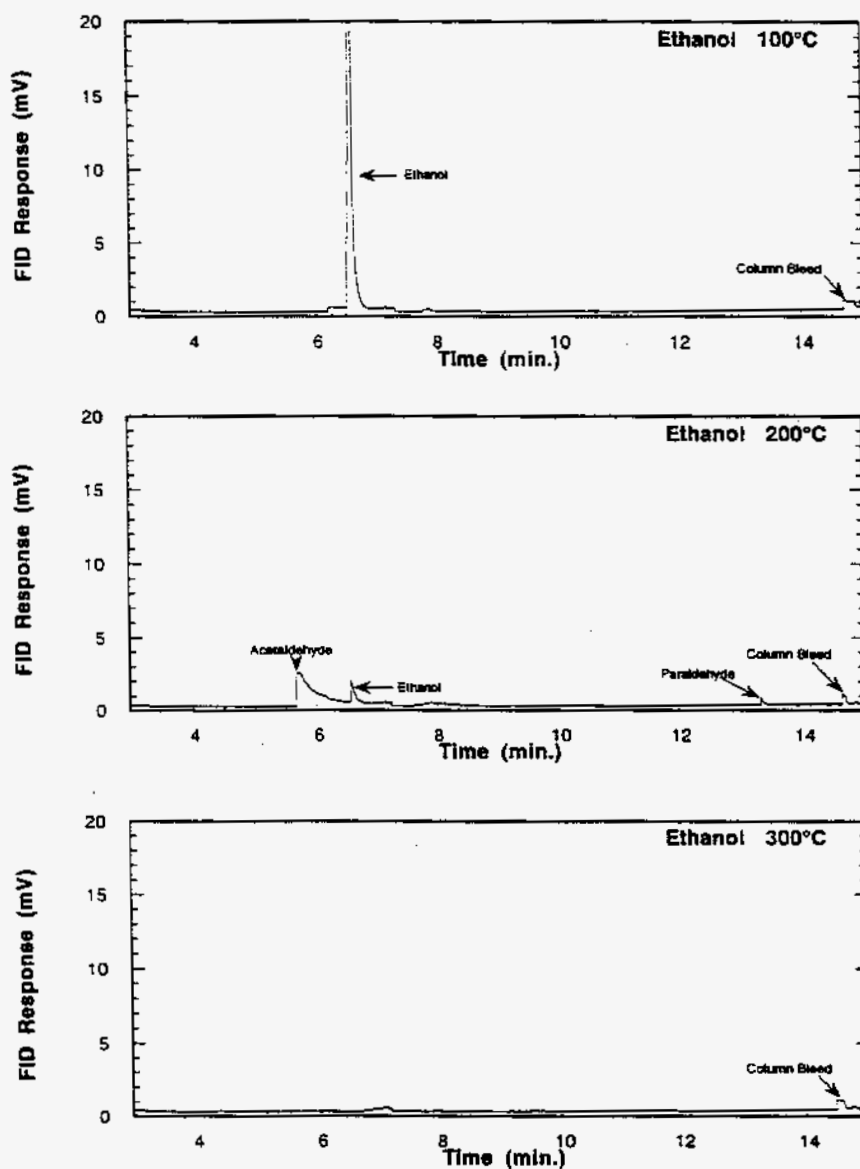 Ethanol 100°C
FID Response (mV)
20
15
10
5
0
Ethanol
Column Bleed
4 6 8 10 12 14
Time (min.)
Ethanol 200°C
FID Response (mV)
20
15
10
5
0
Acetaldehyde
Ethanol
Paraldehyde
Column Bleed
4 6 8 10 12 14
Time (min.)
Ethanol 300°C
FID Response (mV)
20
15
10
5
0
Column Bleed
4 6 8 10 12 14
Time (min.)